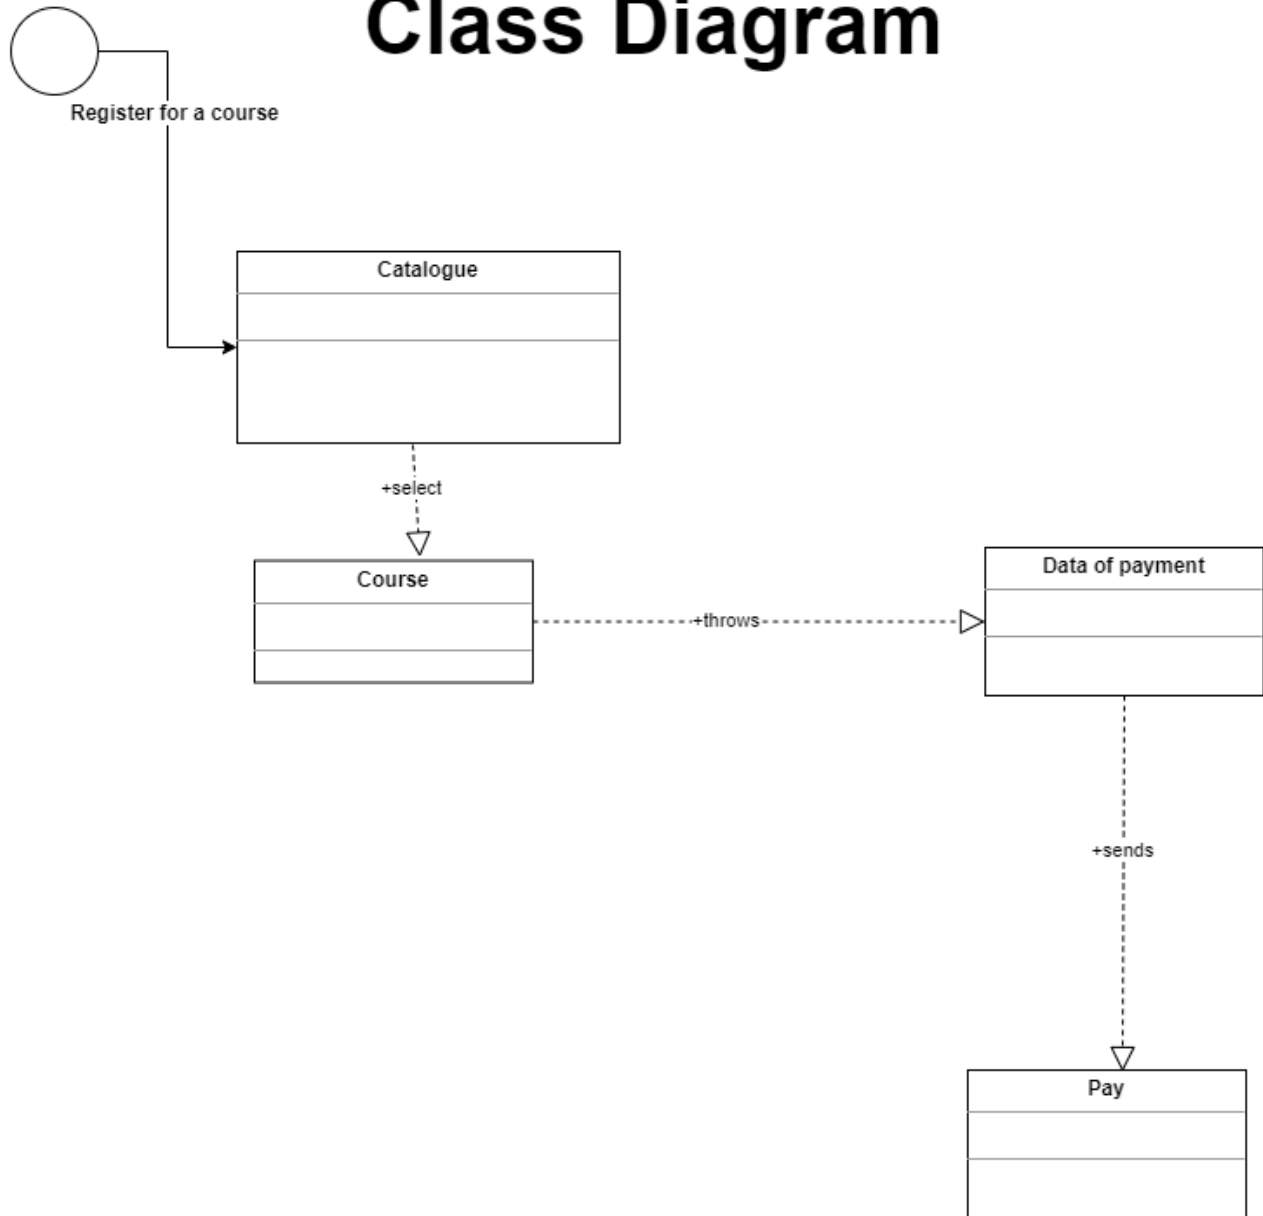 Class Diagram
Register for a course
Catalogue
+select
Course
+throws
Data of payment
+sends
Pay